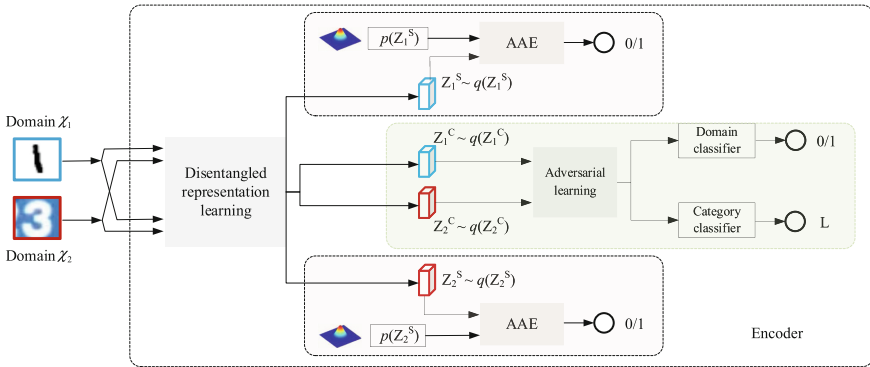 p(Z₁ˢ)
AAE
0/1
Z₁ˢ ~ q(Z₁ˢ)
Domain χ₁
3
Domain χ₂
Disentangled
representation
learning
Z₁ᶜ ~ q(Z₁ᶜ)
Z₂ᶜ ~ q(Z₂ᶜ)
Adversarial
learning
Domain
classifier
0/1
Category
classifier
L
Z₂ˢ ~ q(Z₂ˢ)
p(Z₂ˢ)
AAE
0/1
Encoder